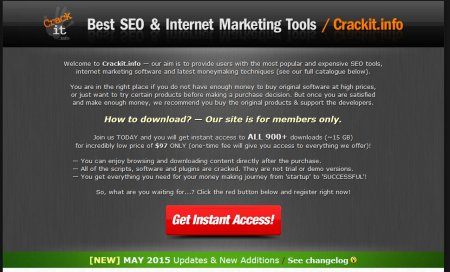 Crack
it
.info
Best SEO & Internet Marketing Tools / Crackit.info
Welcome to Crackit.info — our aim is to provide users with the most popular and expensive SEO tools,
internet marketing software and latest moneymaking techniques (see our full catalogue below).
You are in the right place if you do not have enough money to buy original software at high prices,
or just want to try certain products before making a purchase decision. But once you are satisfied
and make enough money, we recommend you buy the original products & support the developers.
How to download? — Our site is for members only.
Join us TODAY and you will get instant access to ALL 900+ downloads (~15 GB)
for incredibly low price of $97 ONLY (one-time fee will give you access to everything we offer)!
— You can enjoy browsing and downloading content directly after the purchase.
— All of the scripts, software and plugins are cracked. They are not trial or demo versions.
— You get everything you need for your money making journey from 'startup' to 'SUCCESSFUL'!
So, what are you waiting for...? Click the red button below and register right now!
Get Instant Access!
[NEW] MAY 2015 Updates & New Additions / See changelog